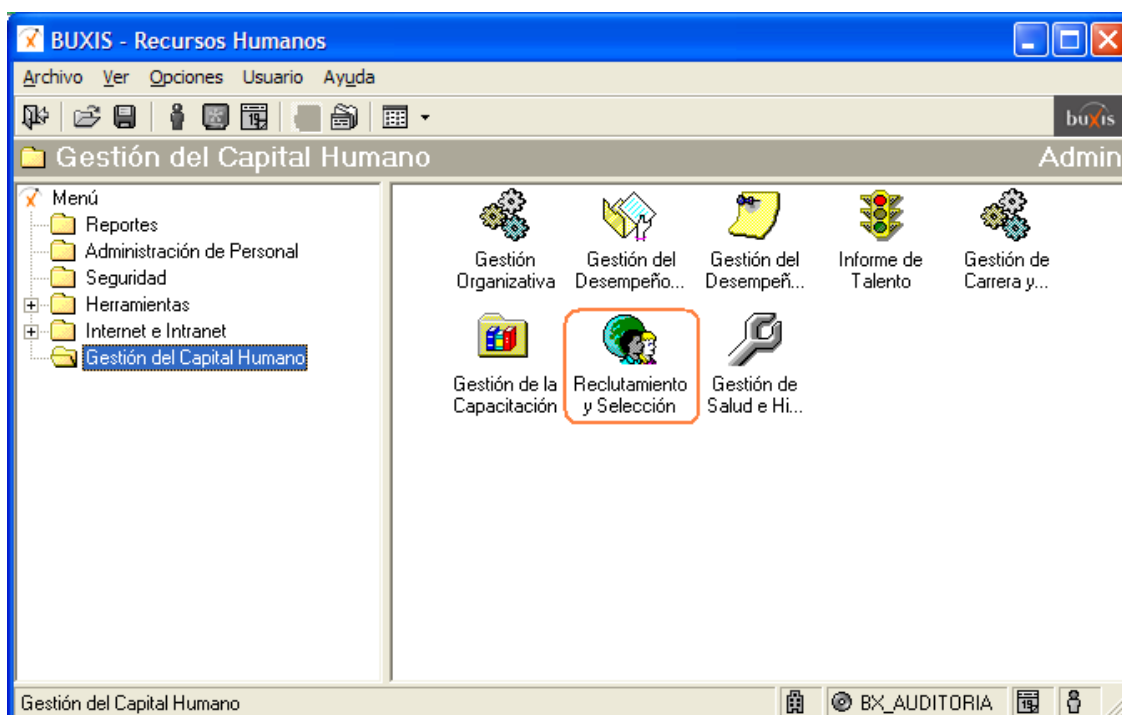 BUXIS - Recursos Humanos
Archivo Ver Opciones Usuario Ayuda
buxis
Gestión del Capital Humano Admin
Menú
Reportes
Administración de Personal
Seguridad
Herramientas
Internet e Intranet
Gestión del Capital Humano
Gestión Organizativa
Gestión del Desempeño...
Gestión del Desempeñ...
Informe de Talento
Gestión de Carrera y...
Gestión de la Capacitación
Reclutamiento y Selección
Gestión de Salud e Hi...
Gestión del Capital Humano BX_AUDITORIA